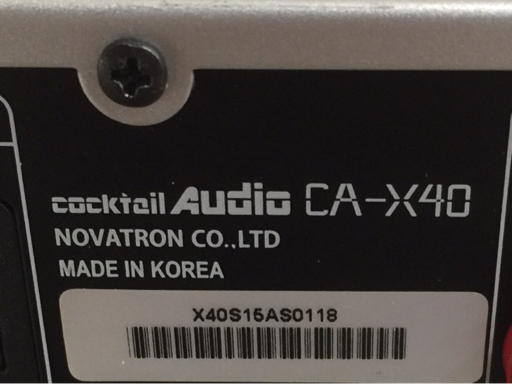 cocktail Audio CA-X40
NOVATRON CO.,LTD
MADE IN KOREA
X40S15AS0118